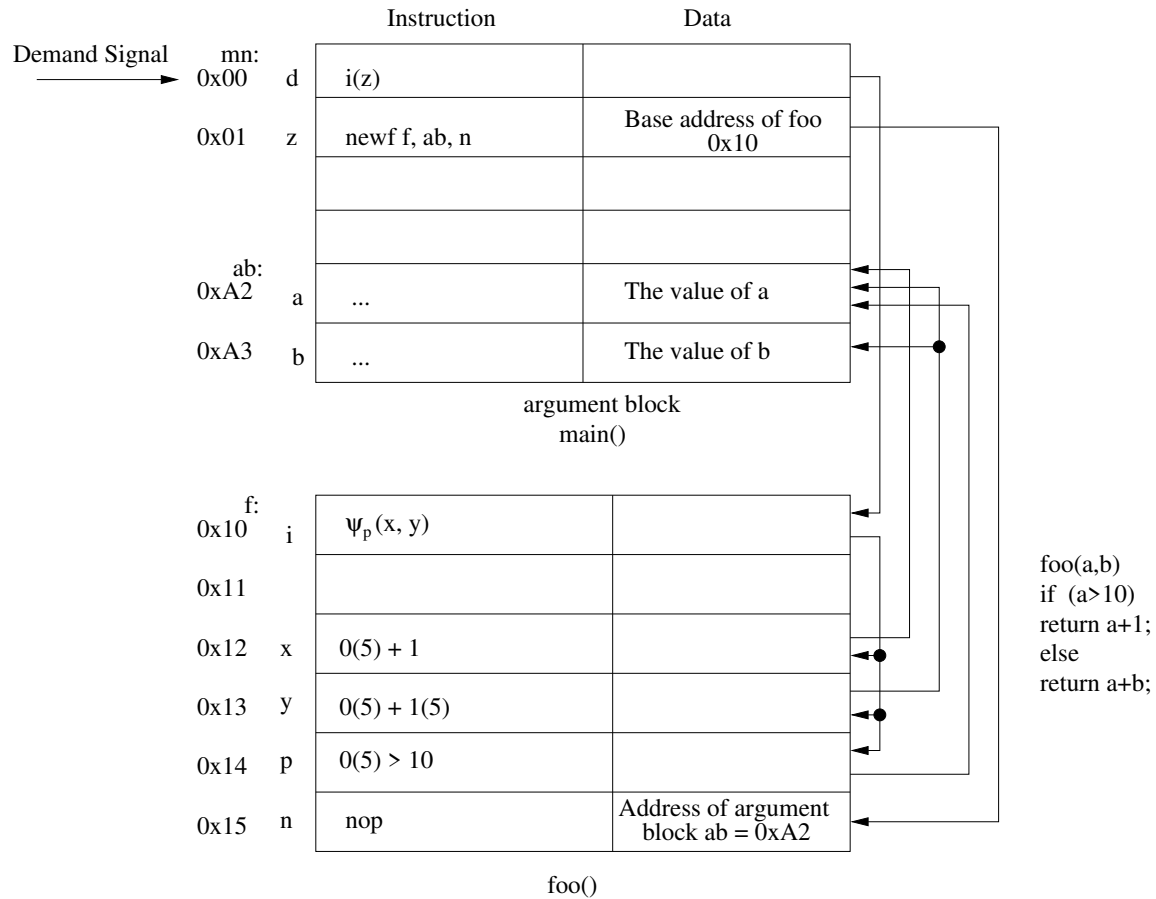 Instruction Data
Demand Signal
mn:
0x00 d i(z)
0x01 z newf f, ab, n Base address of foo
0x10
ab:
0xA2 a ... The value of a
0xA3 b ... The value of b
argument block
main()
f:
0x10 i ψp (x, y)
0x11
0x12 x 0(5) + 1
0x13 y 0(5) + 1(5)
0x14 p 0(5) > 10
0x15 n nop Address of argument
block ab = 0xA2
foo()
foo(a,b)
if (a>10)
return a+1;
else
return a+b;